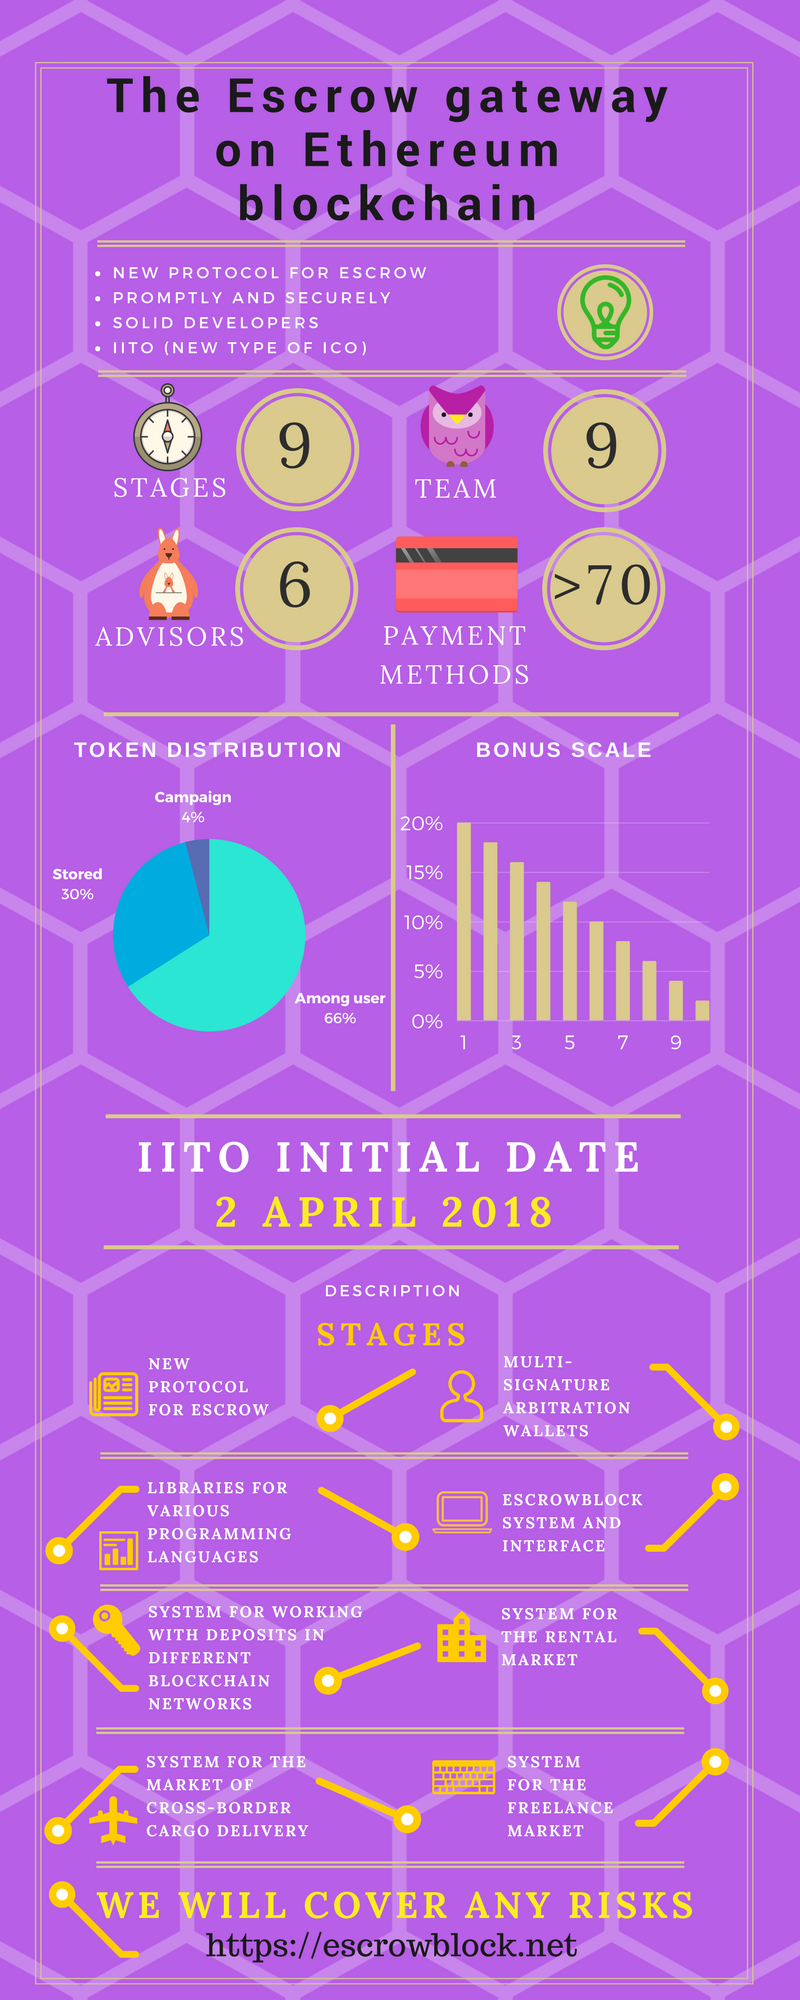 The Escrow gateway
on Ethereum
blockchain
NEW PROTOCOL FOR ESCROW
PROMPTLY AND SECURELY
SOLID DEVELOPERS
IITO (NEW TYPE OF ICO)
9
STAGES
9
TEAM
6
ADVISORS
>70
PAYMENT
METHODS
TOKEN DISTRIBUTION
Campaign
4%
Stored
30%
Among user
66%
BONUS SCALE
20%
15%
10%
5%
0%
1 3 5 7 9
IITO INITIAL DATE
2 APRIL 2018
DESCRIPTION
STAGES
NEW
PROTOCOL
FOR ESCROW
MULTI-
SIGNATURE
ARBITRATION
WALLETS
LIBRARIES FOR
VARIOUS
PROGRAMMING
LANGUAGES
ESCROWBLOCK
SYSTEM AND
INTERFACE
SYSTEM FOR WORKING
WITH DEPOSITS IN
DIFFERENT
BLOCKCHAIN
NETWORKS
SYSTEM FOR
THE RENTAL
MARKET
SYSTEM FOR THE
MARKET OF
CROSS-BORDER
CARGO DELIVERY
SYSTEM
FOR THE
FREELANCE
MARKET
WE WILL COVER ANY RISKS
https://escrowblock.net